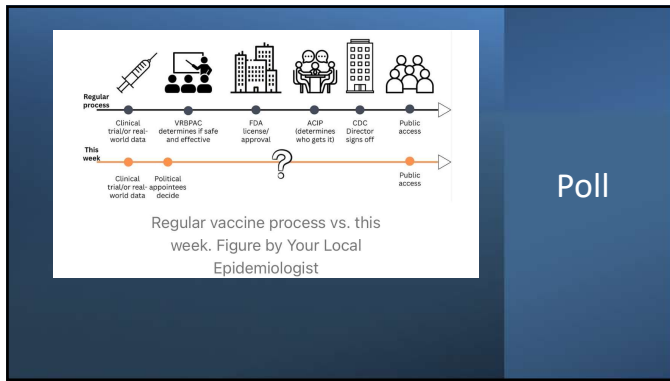 Regular
process
Clinical
trial/or real-
world data
VRBPAC
determines if safe
and effective
FDA
license/
approval
ACIP
(determines
who gets it)
CDC
Director
signs off
Public
access
This
week
?
Clinical
trial/or real-
world data
Political
appointees
decide
Public
access
Regular vaccine process vs. this
week. Figure by Your Local
Epidemiologist
Poll